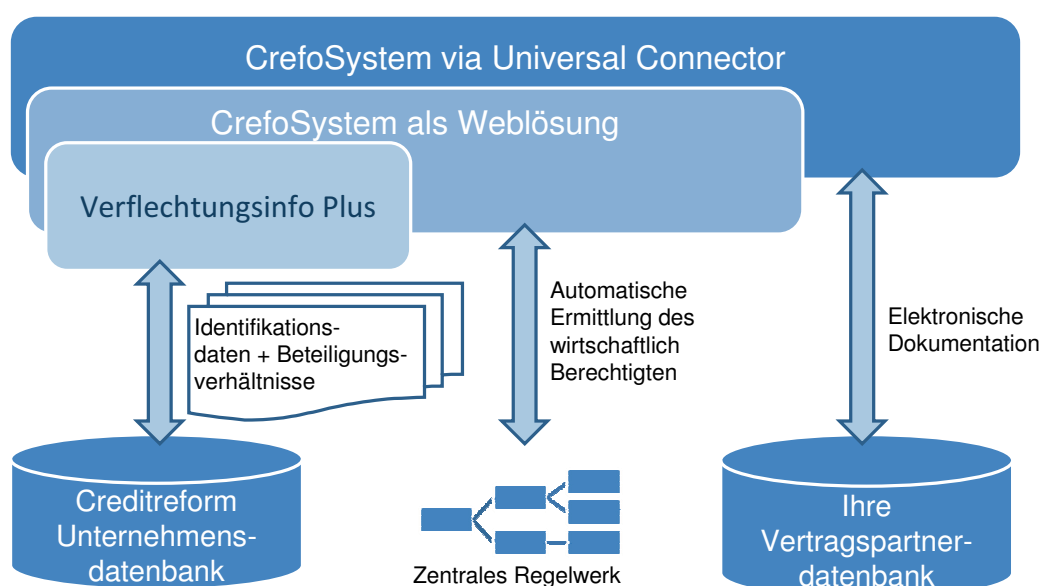 CrefoSystem via Universal Connector
CrefoSystem als Weblösung
Verflechtungsinfo Plus
Identifikations-
daten + Beteiligungs-
verhältnisse
Automatische
Ermittlung des
wirtschaftlich
Berechtigten
Elektronische
Dokumentation
Creditreform
Unternehmens-
datenbank
Zentrales Regelwerk
Ihre
Vertragspartner-
datenbank